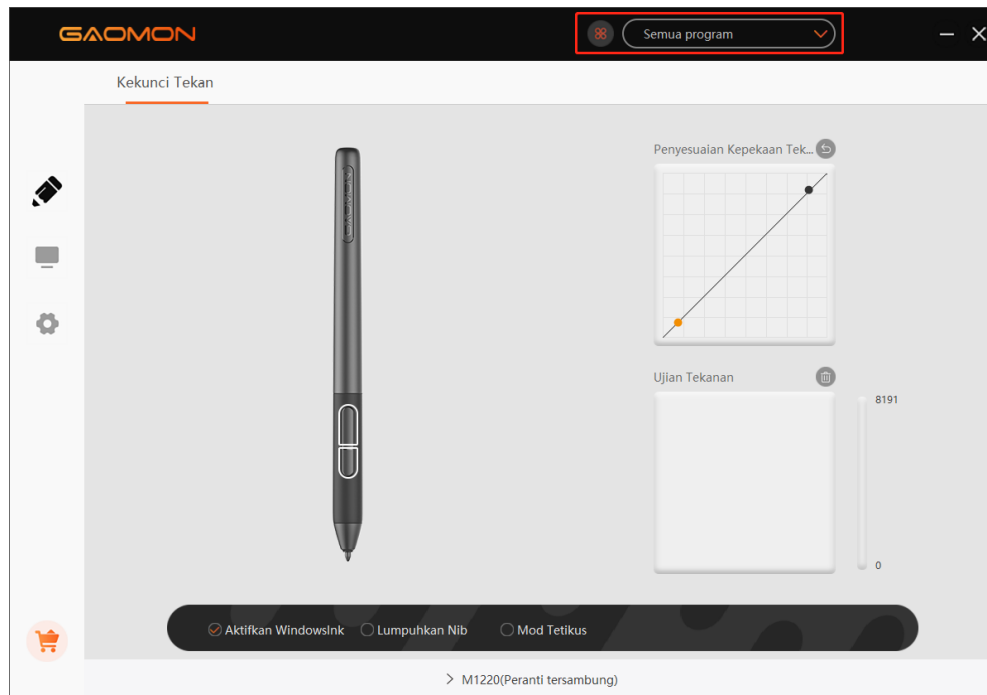 GAOMON
Semua program
Kekunci Tekan
Penyesuaian Kepekaan Tek...
GAOMON
Ujian Tekanan
8191
0
Aktifkan WindowsInk
Lumpuhkan Nib
Mod Tetikus
M1220(Peranti tersambung)